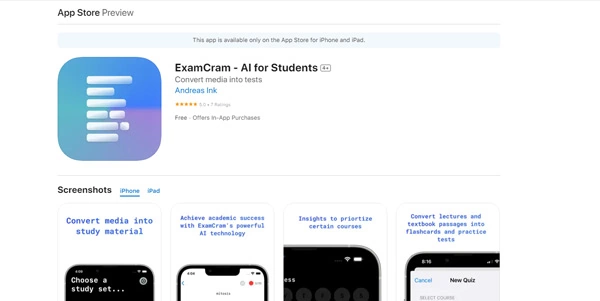 App Store Preview
This app is available only on the App Store for iPhone and iPad.
ExamCram - AI for Students 4+
Convert media into tests
Andreas Ink
★★★★★ 5.0 • 7 Ratings
Free · Offers In-App Purchases
Screenshots iPhone iPad
Convert media into
study material
Achieve academic success
with ExamCram's powerful
AI technology
Insights to priortize
certain courses
Convert lectures and
textbook passages into
flashcards and practice
tests
Choose a
study set...
8:16
Cancel New Quiz
SELECT COURSE